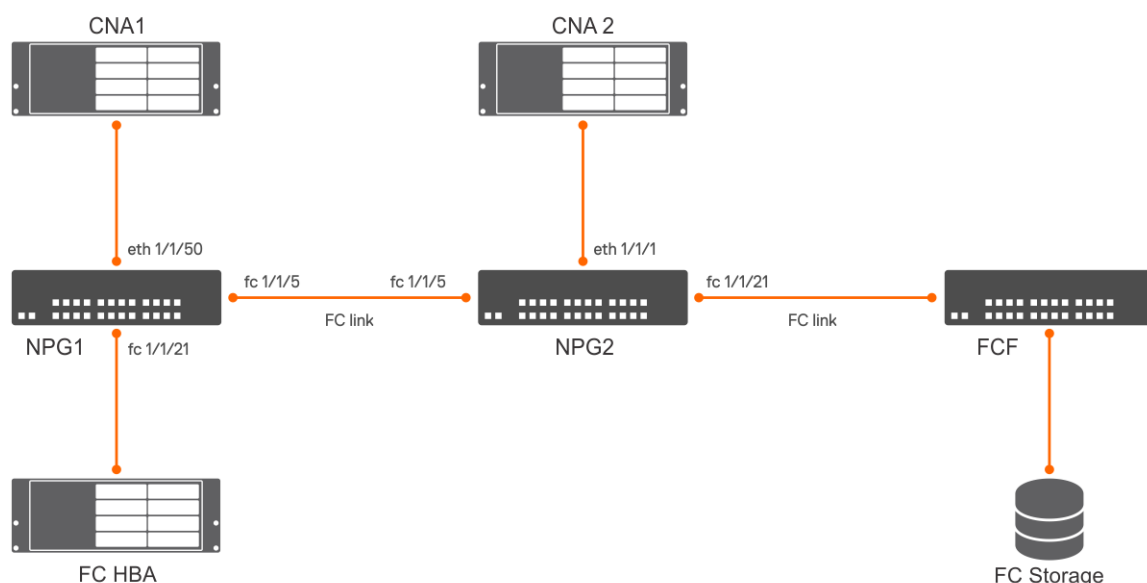 CNA1
CNA 2
eth 1/1/50
eth 1/1/1
fc 1/1/5
fc 1/1/5
fc 1/1/21
FC link
FC link
NPG1
fc 1/1/21
NPG2
FCF
FC HBA
FC Storage